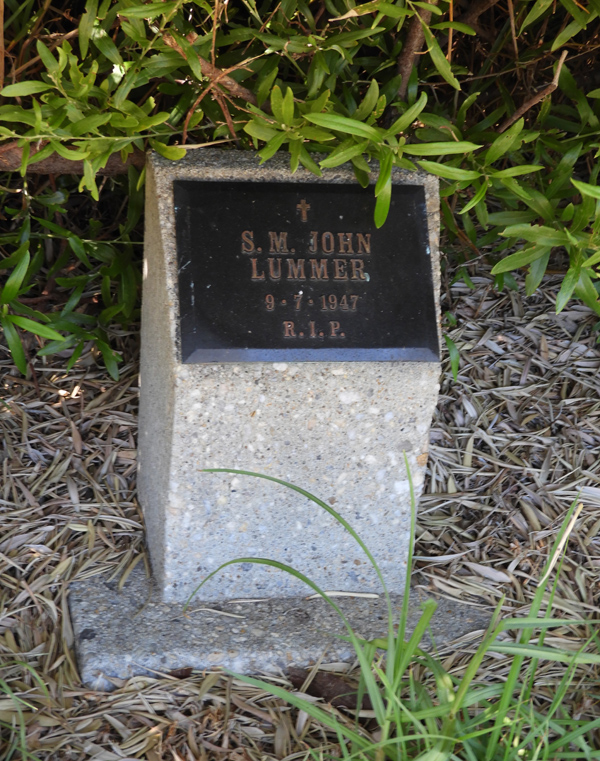 S.M. JOHN
LUMMER
9-7-1947
R.I.P.